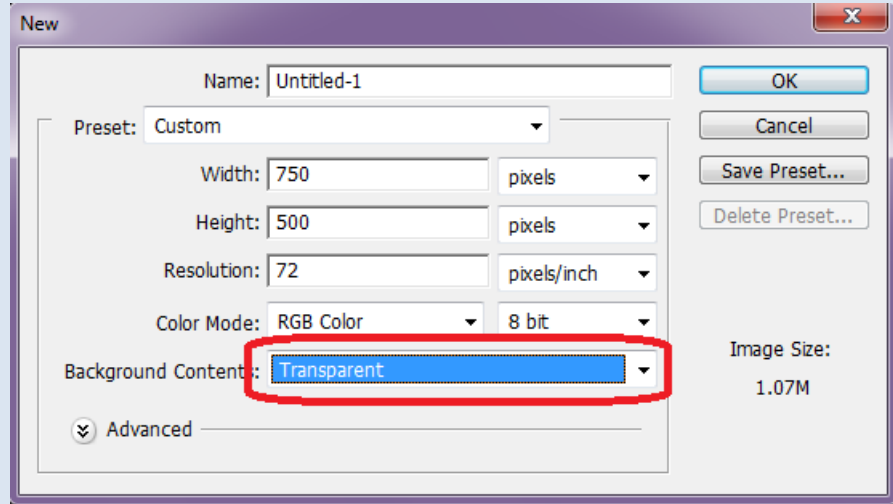 New
X
Name: Untitled-1
OK
Preset: Custom
Cancel
Width: 750 pixels
Save Preset...
Height: 500 pixels
Delete Preset...
Resolution: 72 pixels/inch
Color Mode: RGB Color 8 bit
Image Size:
Background Contents: Transparent
1.07M
Advanced